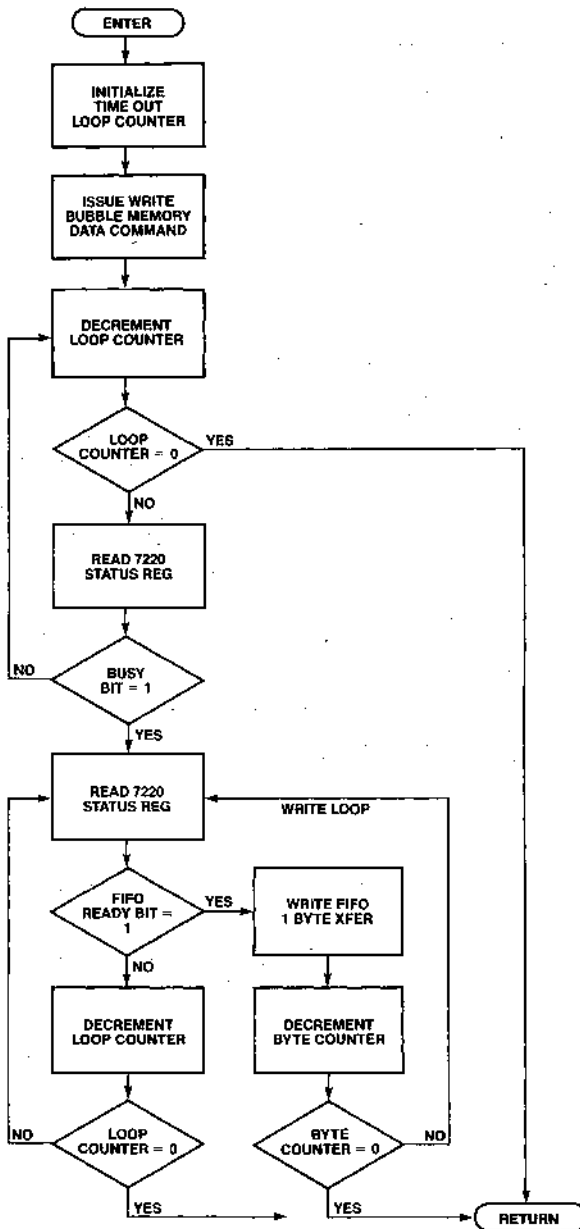 ENTER
INITIALIZE
TIME OUT
LOOP COUNTER
ISSUE WRITE
BUBBLE MEMORY
DATA COMMAND
DECREMENT
LOOP COUNTER
LOOP
COUNTER = 0
YES
NO
READ 7220
STATUS REG
BUSY
BIT = 1
NO
YES
READ 7220
STATUS REG
WRITE LOOP
FIFO
READY BIT =
1
YES
WRITE FIFO
1 BYTE XFER
NO
DECREMENT
LOOP COUNTER
DECREMENT
BYTE COUNTER
NO
LOOP
COUNTER = 0
BYTE
COUNTER = 0
NO
YES
YES
RETURN